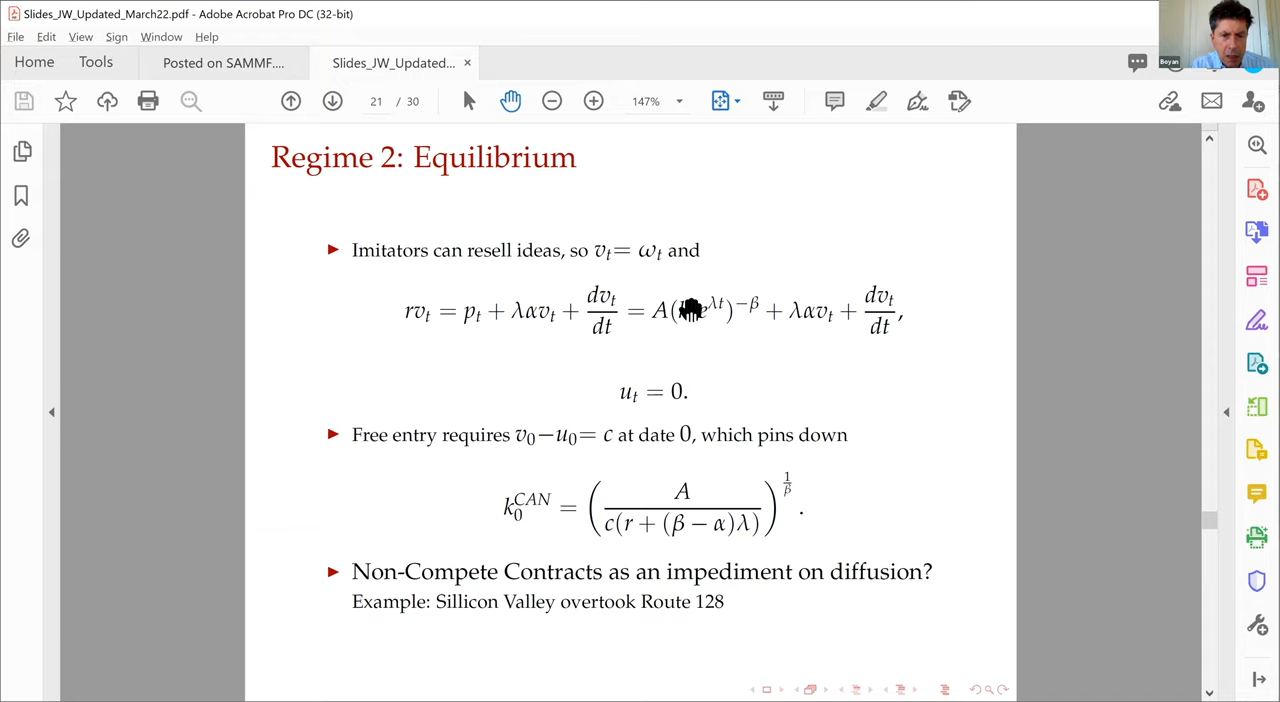 Slides_JW_Updated_March22.pdf - Adobe Acrobat Pro DC (32-bit)
File Edit View Sign Window Help
Home Tools Posted on SAMMF.... Slides_JW_Updated... ×
21 / 30 147%
Boyan
Regime 2: Equilibrium
▶ Imitators can resell ideas, so v_t = ω_t and
rv_t = p_t + λαv_t + dv_t/dt = A( e^{λt})^{−β} + λαv_t + dv_t/dt,
u_t = 0.
▶ Free entry requires v_0−u_0= c at date 0, which pins down
k_0^{CAN} = (A / c(r + (β − α)λ))^{1/β}.
▶ Non-Compete Contracts as an impediment on diffusion?
Example: Sillicon Valley overtook Route 128